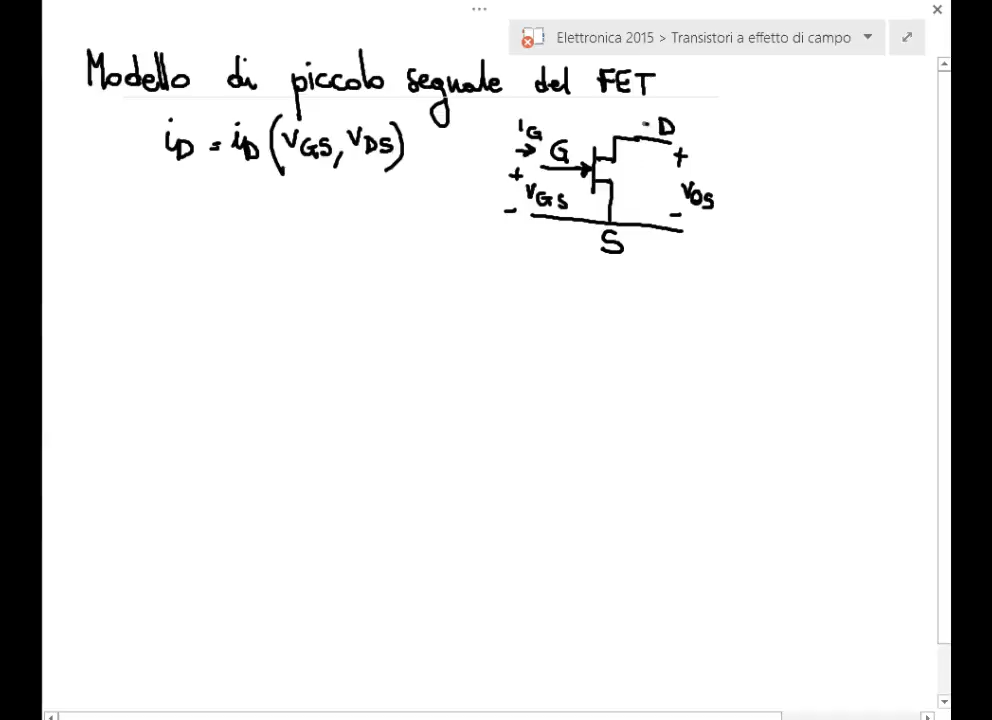 Elettronica 2015 > Transistori a effetto di campo
Modello di piccolo segnale del FET
iD = iD (VGS, VDS)
IG
G
D
+
+
VGS
VDS
-
-
S